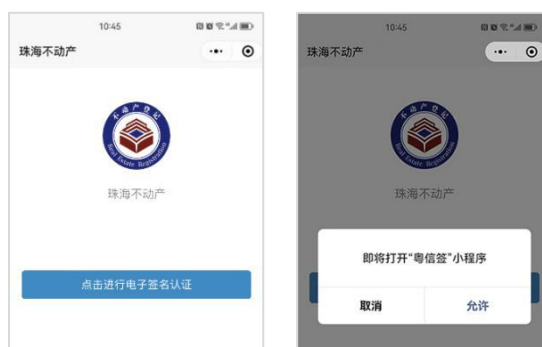 10:45
珠海不动产
不动产登记
Real Estate Registration
珠海不动产
点击进行电子签名认证
10:45
珠海不动产
不动产登记
Real Estate Registration
珠海不动产
即将打开“粤信签”小程序
取消
允许